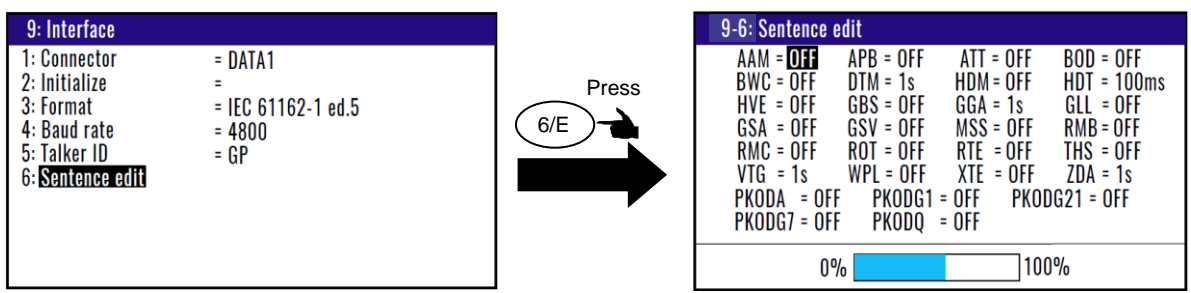 9: Interface
1: Connector = DATA1
2: Initialize =
3: Format = IEC 61162-1 ed.5
4: Baud rate = 4800
5: Talker ID = GP
6: Sentence edit
Press
6/E
9-6: Sentence edit
AAM = OFF APB = OFF ATT = OFF BOD = OFF
BWC = OFF DTM = 1s HDM = OFF HDT = 100ms
HVE = OFF GBS = OFF GGA = 1s GLL = OFF
GSA = OFF GSV = OFF MSS = OFF RMB = OFF
RMC = OFF ROT = OFF RTE = OFF THS = OFF
VTG = 1s WPL = OFF XTE = OFF ZDA = 1s
PKODA = OFF PKODG1 = OFF PKODG21 = OFF
PKODG7 = OFF PKODQ = OFF
0% 100%